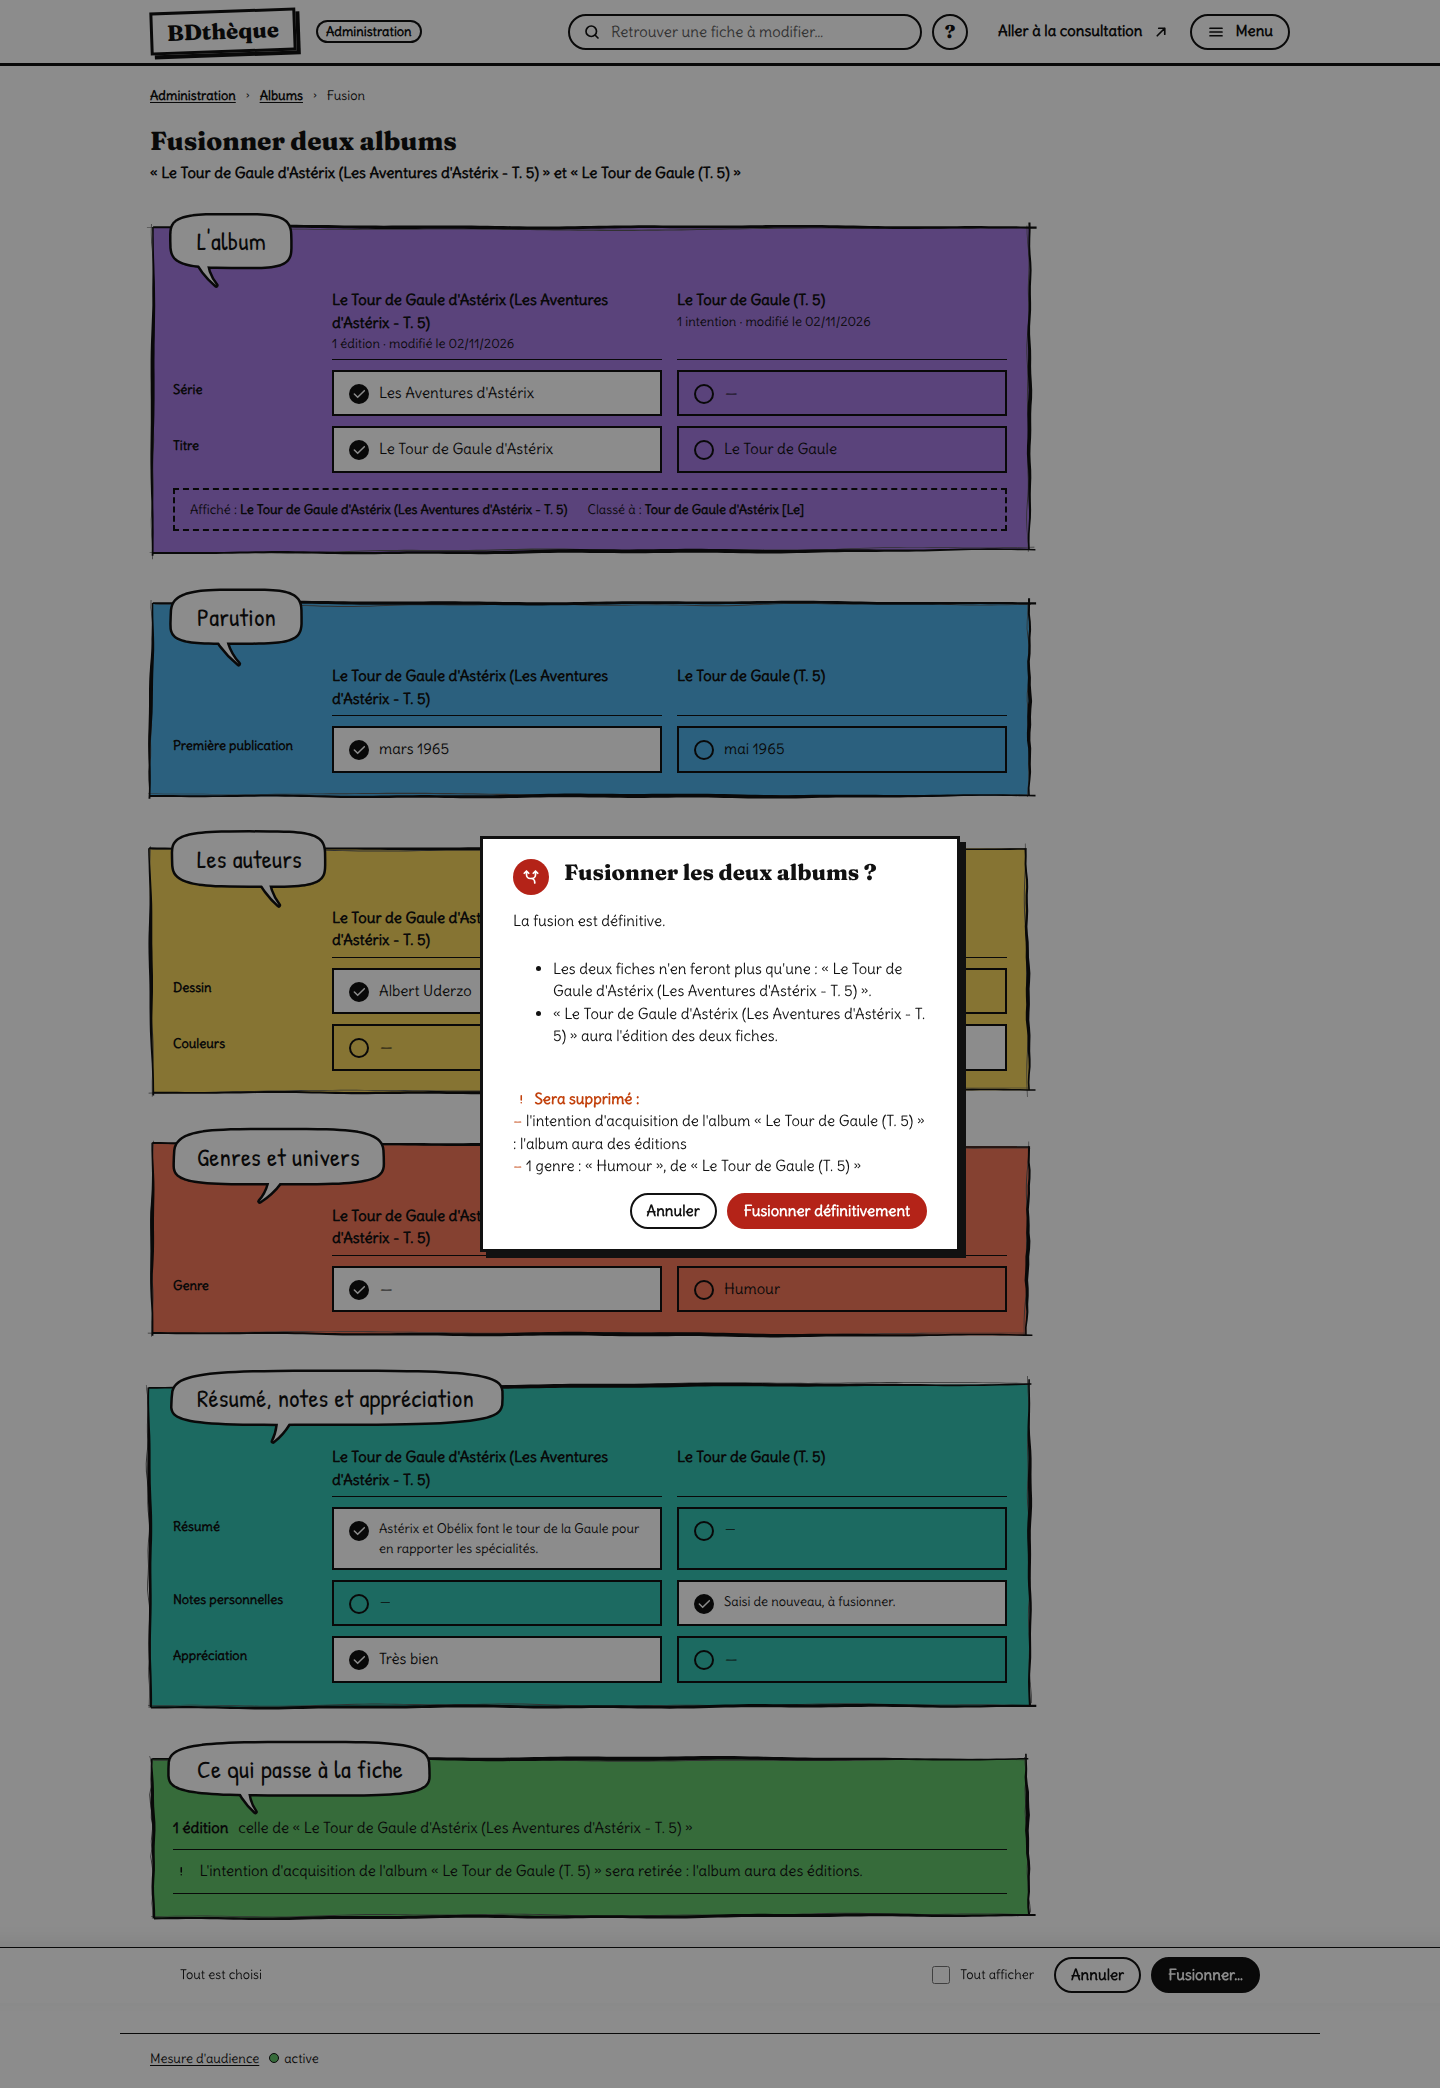 BDthèque
Administration
Retrouver une fiche à modifier...
?
Aller à la consultation
Menu
Administration › Albums › Fusion
Fusionner deux albums
« Le Tour de Gaule d'Astérix (Les Aventures d'Astérix - T. 5) » et « Le Tour de Gaule (T. 5) »
L'album
Le Tour de Gaule d'Astérix (Les Aventures
d'Astérix - T. 5)
1 édition · modifié le 02/11/2026
Le Tour de Gaule (T. 5)
1 intention · modifié le 02/11/2026
Série
Les Aventures d'Astérix
—
Titre
Le Tour de Gaule d'Astérix
Le Tour de Gaule
Affiché : Le Tour de Gaule d'Astérix (Les Aventures d'Astérix - T. 5) Classé à : Tour de Gaule d'Astérix [Le]
Parution
Le Tour de Gaule d'Astérix (Les Aventures
d'Astérix - T. 5)
Le Tour de Gaule (T. 5)
Première publication
mars 1965
mai 1965
Les auteurs
Le Tour de Gaule d'Ast
d'Astérix - T. 5)
Dessin
Albert Uderzo
Couleurs
—
Fusionner les deux albums ?
La fusion est définitive.
• Les deux fiches n'en feront plus qu'une : « Le Tour de
Gaule d'Astérix (Les Aventures d'Astérix - T. 5) ».
• « Le Tour de Gaule d'Astérix (Les Aventures d'Astérix - T.
5) » aura l'édition des deux fiches.
! Sera supprimé :
– l'intention d'acquisition de l'album « Le Tour de Gaule (T. 5) »
: l'album aura des éditions
– 1 genre : « Humour », de « Le Tour de Gaule (T. 5) »
Annuler
Fusionner définitivement
Genres et univers
Le Tour de Gaule d'Ast
d'Astérix - T. 5)
Genre
—
Humour
Résumé, notes et appréciation
Le Tour de Gaule d'Astérix (Les Aventures
d'Astérix - T. 5)
Le Tour de Gaule (T. 5)
Résumé
Astérix et Obélix font le tour de la Gaule pour
en rapporter les spécialités.
—
Notes personnelles
—
Saisi de nouveau, à fusionner.
Appréciation
Très bien
—
Ce qui passe à la fiche
1 édition celle de « Le Tour de Gaule d'Astérix (Les Aventures d'Astérix - T. 5) »
! L'intention d'acquisition de l'album « Le Tour de Gaule (T. 5) » sera retirée : l'album aura des éditions.
Tout est choisi
Tout afficher
Annuler
Fusionner...
Mesure d'audience
active